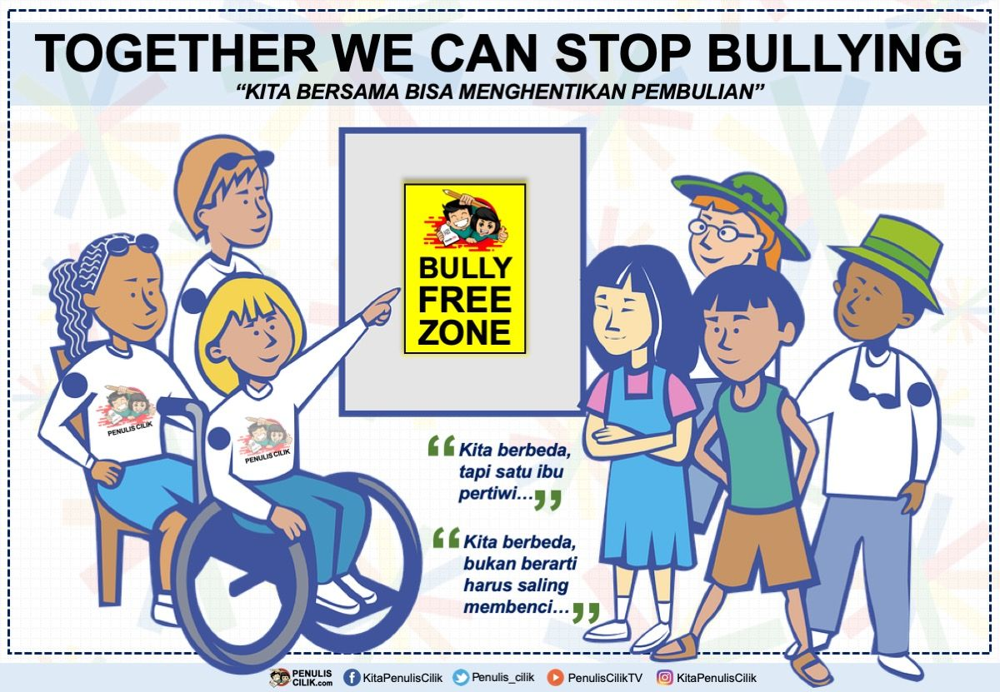 TOGETHER WE CAN STOP BULLYING
“KITA BERSAMA BISA MENGHENTIKAN PEMBULIAN”
BULLY
FREE
ZONE
PENULIS CILIK
PENULIS CILIK
“Kita berbeda,
tapi satu ibu
pertiwi...”
“Kita berbeda,
bukan berarti
harus saling
membenci...”
PENULIS
CILIK.com
KitaPenulisCilik
Penulis_cilik
PenulisCilikTV
KitaPenulisCilik